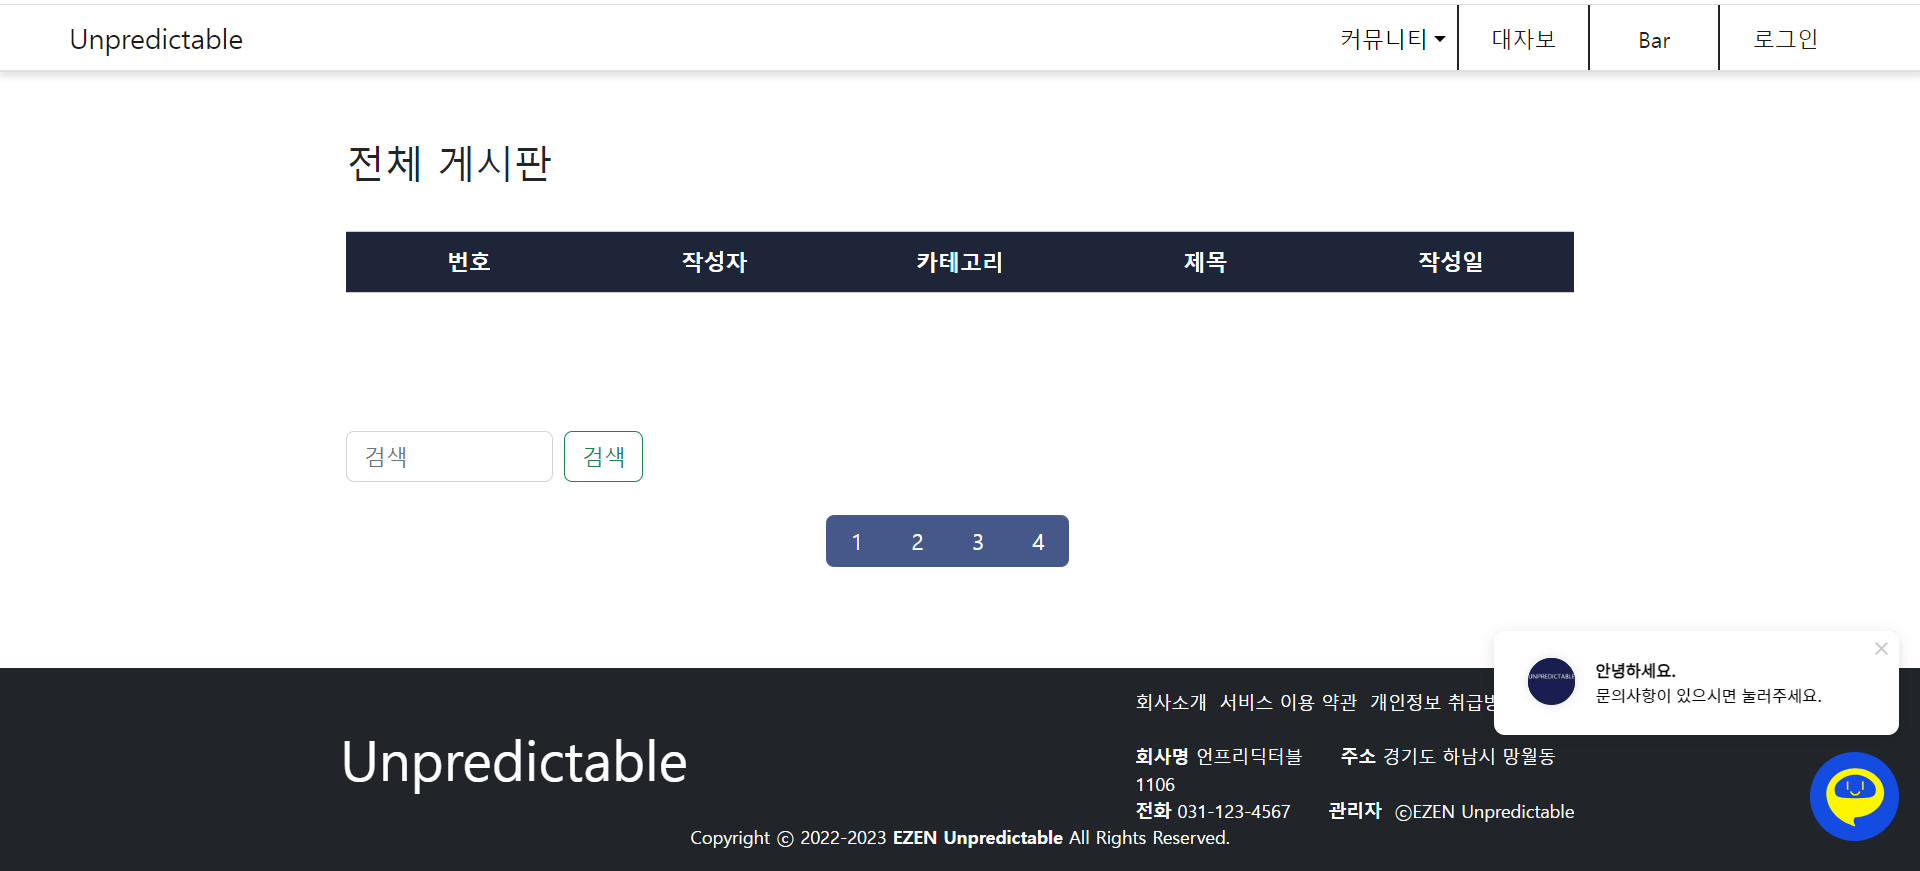 Unpredictable 커뮤니티 대자보 Bar 로그인
전체 게시판
번호 작성자 카테고리 제목 작성일
검색 검색
1 2 3 4
UNPREDICTABLE
안녕하세요.
문의사항이 있으시면 눌러주세요.
회사소개 서비스 이용 약관 개인정보
Unpredictable
회사명 언프리딕터블 주소 경기도 하남시 망월동
1106
전화 031-123-4567 관리자 ⓒEZEN Unpredictable
Copyright ⓒ 2022-2023 EZEN Unpredictable All Rights Reserved.